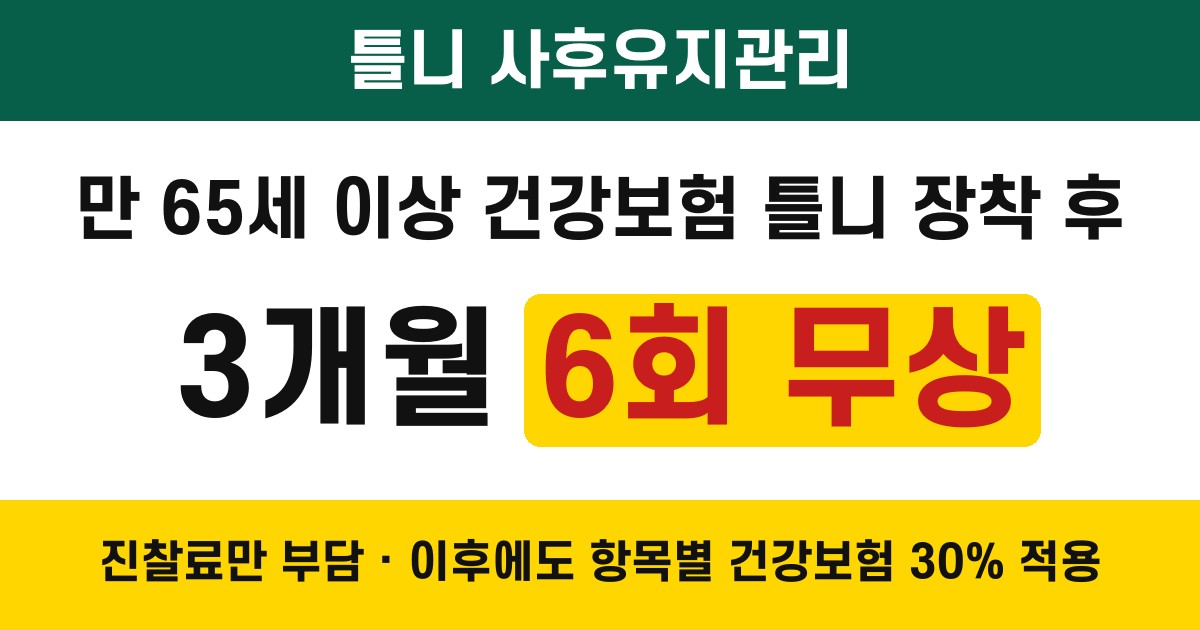 틀니 사후유지관리
만 65세 이상 건강보험 틀니 장착 후
3개월 6회 무상
진찰료만 부담 · 이후에도 항목별 건강보험 30% 적용